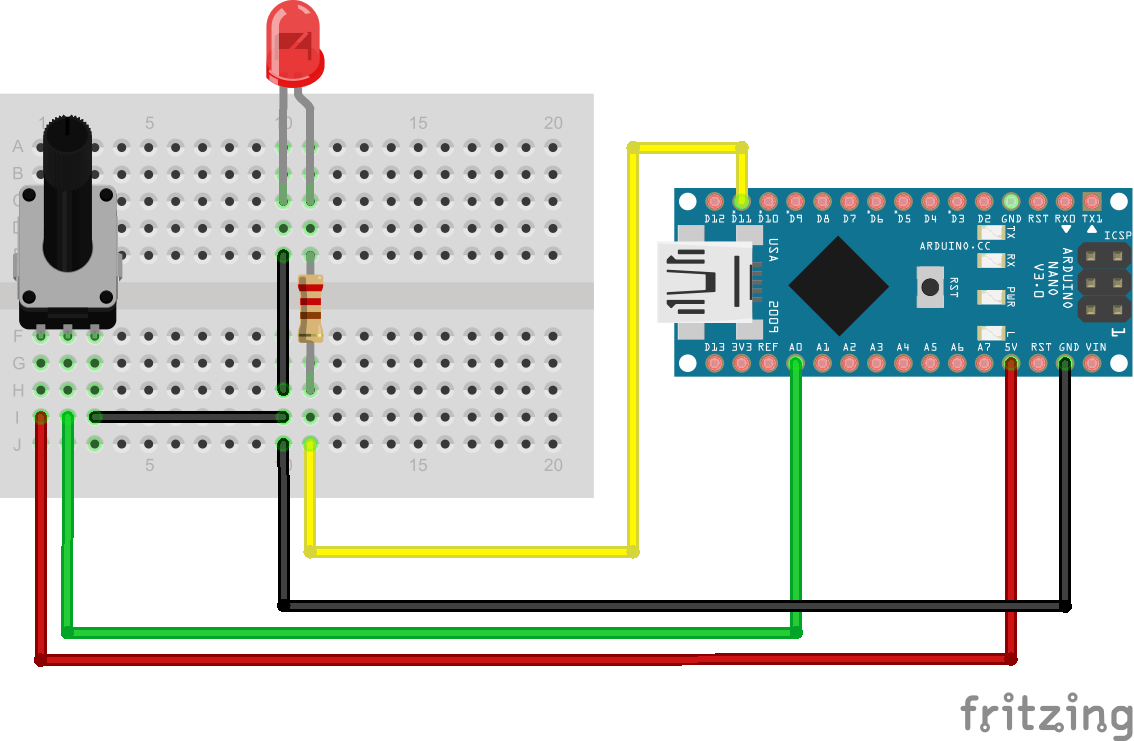 1 5 10 15 20
A
B
C
D
E
F
G
H
I
J
5 10 15 20
D12 D11 D10 D9 D8 D7 D6 D5 D4 D3 D2 GND RST RX0 TX1
TX
RX
PWR
L
USA
2009
ARDUINO.CC
RST
ARDUINO
NANO
V3.0
ICSP
1
D13 3V3 REF A0 A1 A2 A3 A4 A5 A6 A7 5V RST GND VIN
fritzing